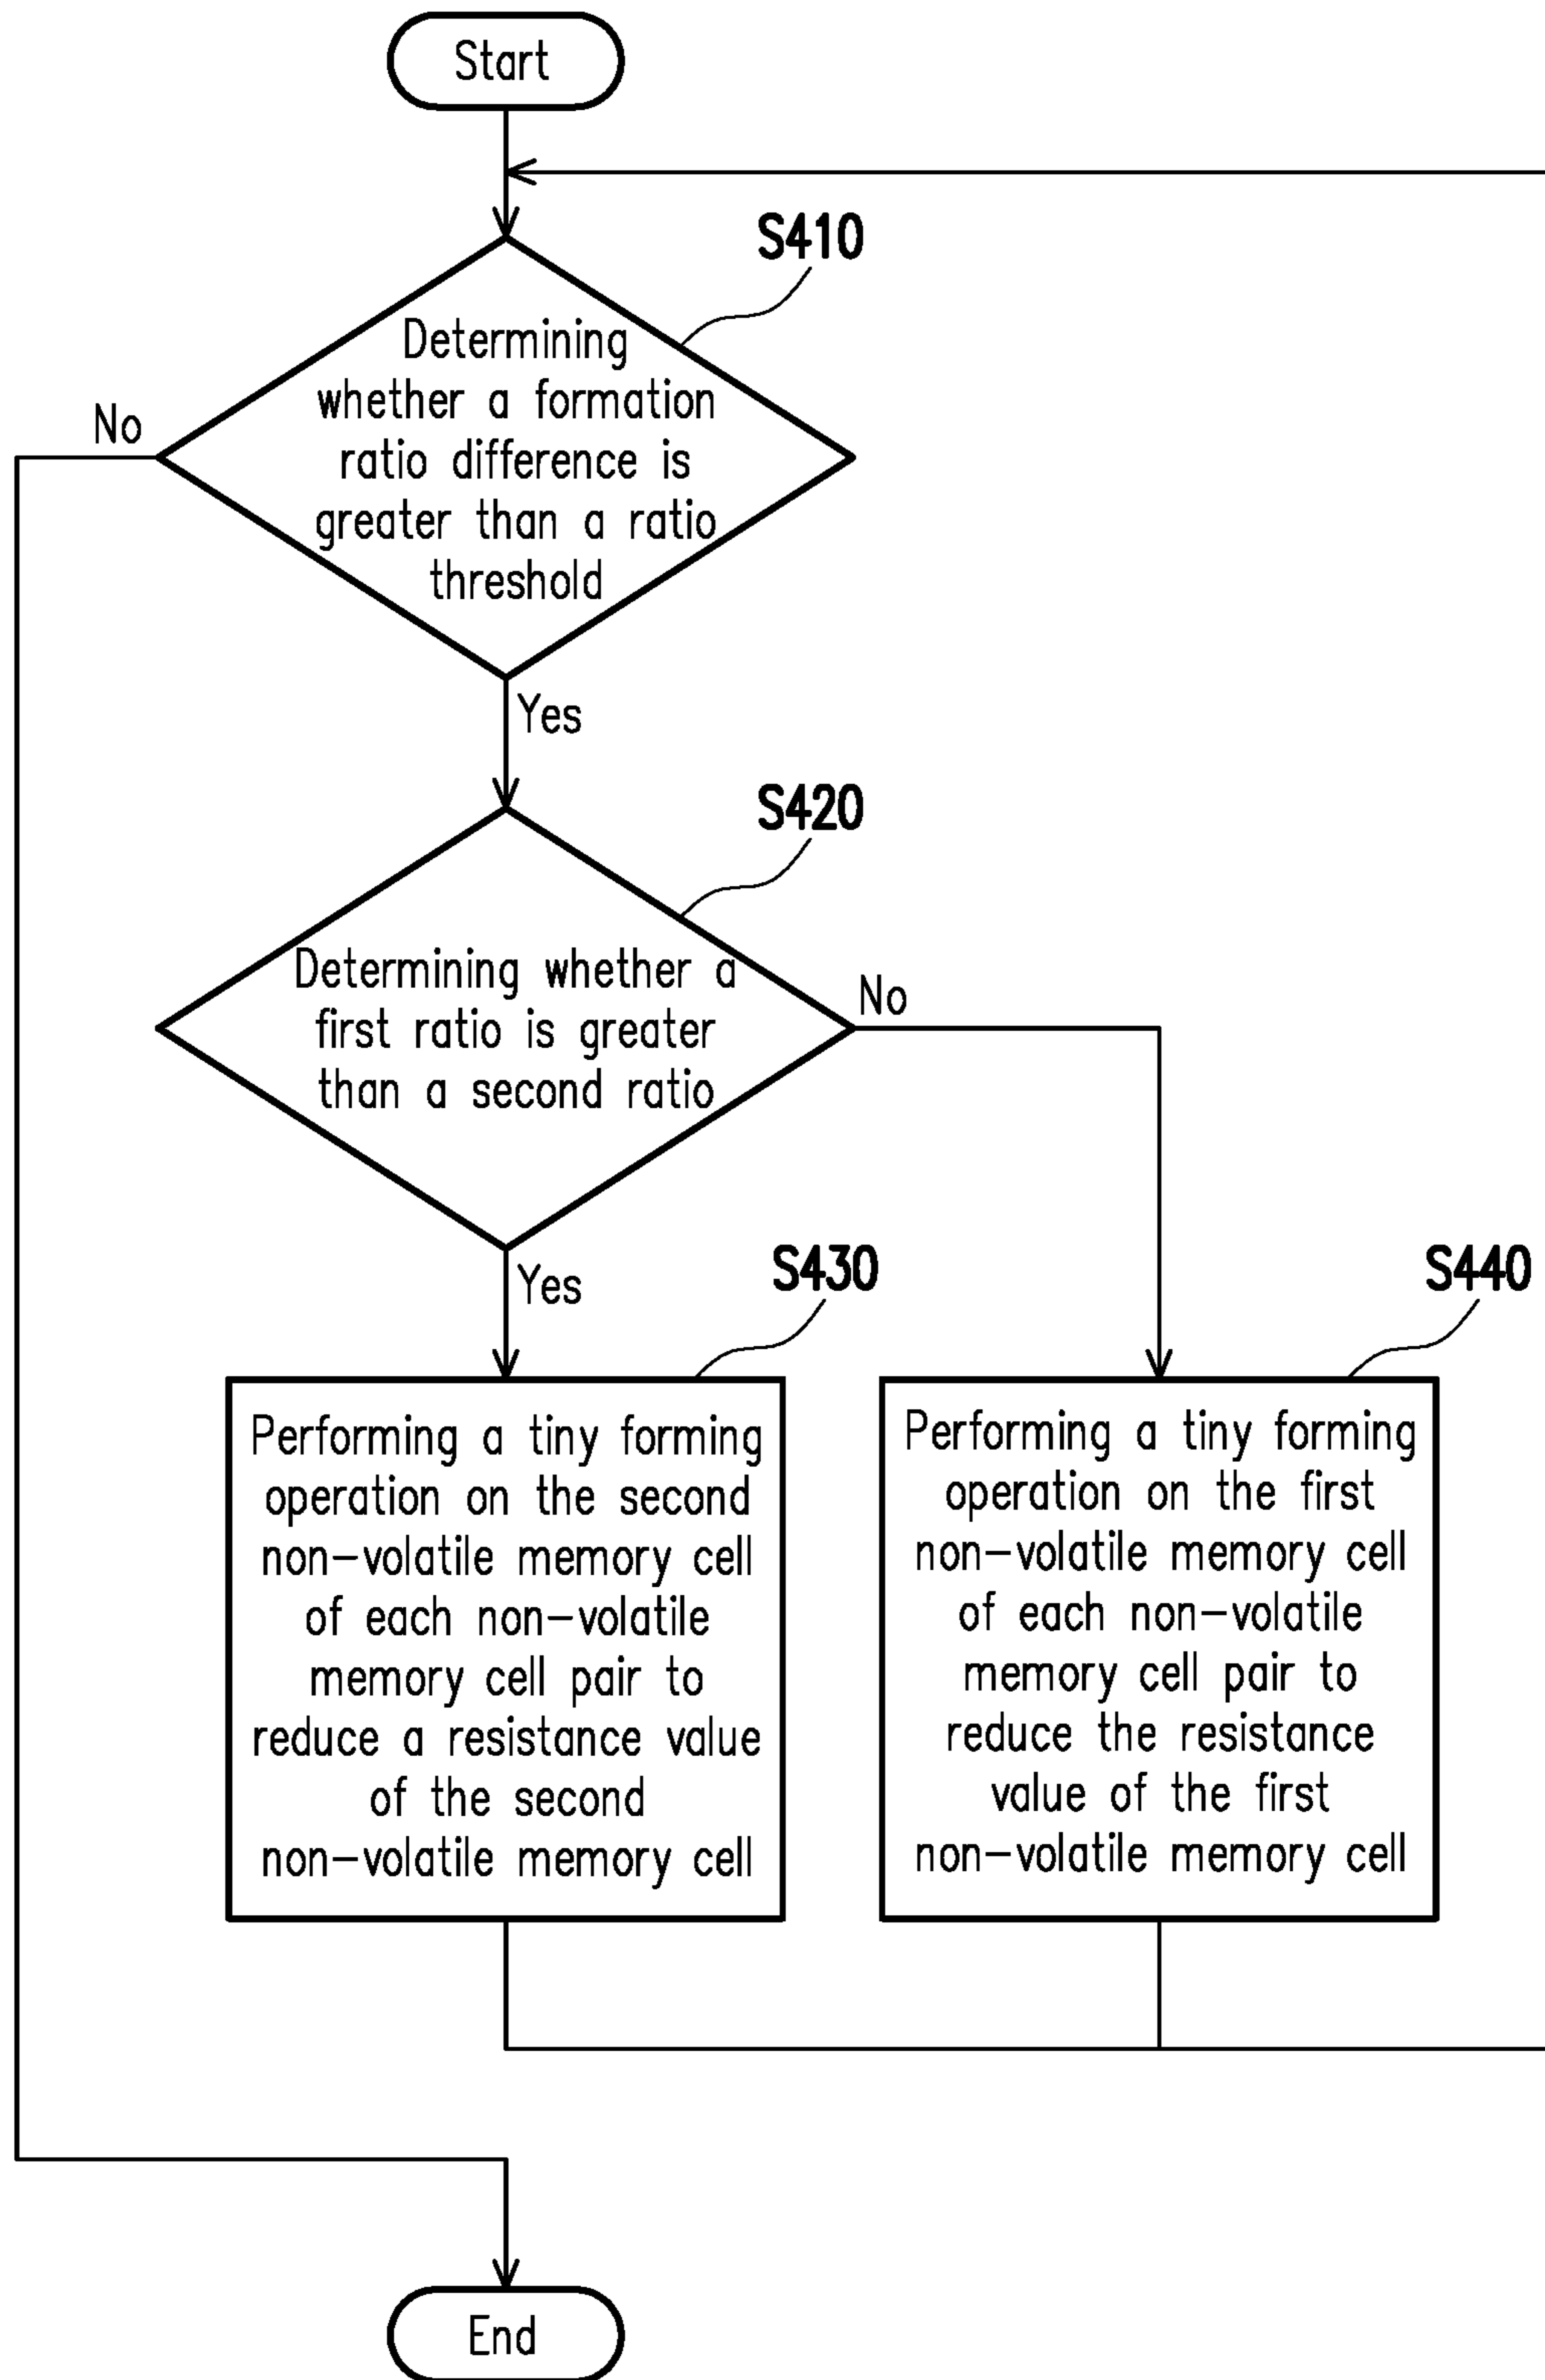 Start
S410
Determining
whether a formation
ratio difference is
greater than a ratio
threshold
No
Yes
S420
Determining whether a
first ratio is greater
than a second ratio
No
Yes
S430
Performing a tiny forming
operation on the second
non-volatile memory cell
of each non-volatile
memory cell pair to
reduce a resistance value
of the second
non-volatile memory cell
S440
Performing a tiny forming
operation on the first
non-volatile memory cell
of each non-volatile
memory cell pair to
reduce the resistance
value of the first
non-volatile memory cell
End